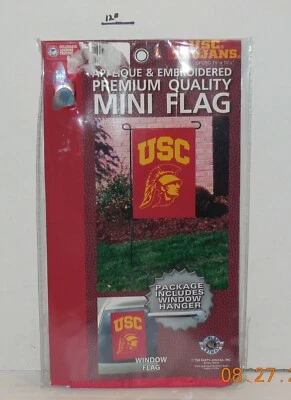 12"
USC
TROJANS
APPLIQUE & EMBROIDERED
PREMIUM QUALITY
MINI FLAG
USC
PACKAGE
INCLUDES
WINDOW
HANGER
USC
WINDOW
FLAG
08.27.2